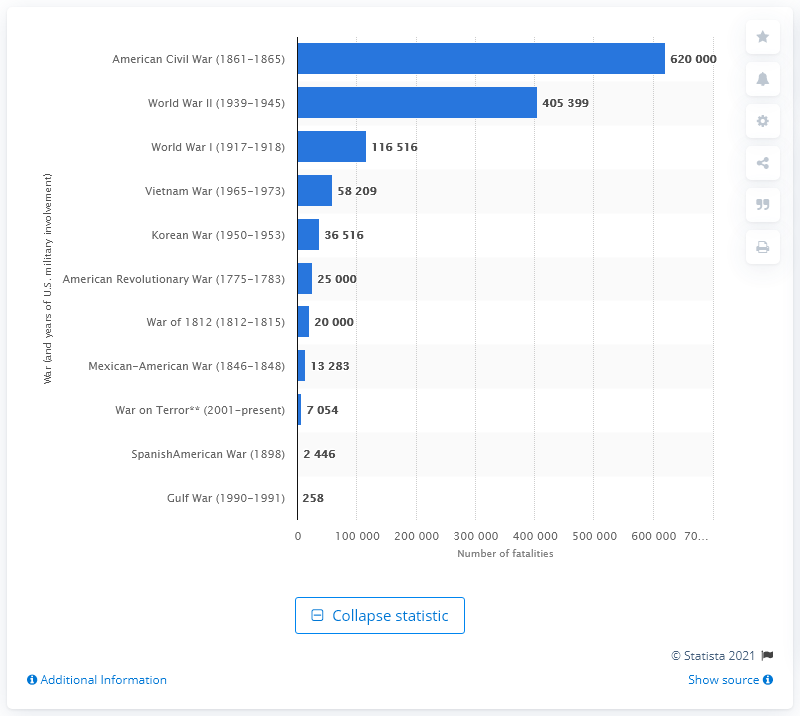 American Civil War (1861-1865) 620 000
World War II (1939-1945) 405 399
World War I (1917-1918) 116 516
Vietnam War (1965-1973) 58 209
Korean War (1950-1953) 36 516
American Revolutionary War (1775-1783) 25 000
War of 1812 (1812-1815) 20 000
Mexican-American War (1846-1848) 13 283
War on Terror** (2001-present) 7 054
SpanishAmerican War (1898) 2 446
Gulf War (1990-1991) 258
War (and years of U.S. military involvement)
0 100 000 200 000 300 000 400 000 500 000 600 000 70...
Number of fatalities
Collapse statistic
© Statista 2021
Additional Information
Show source